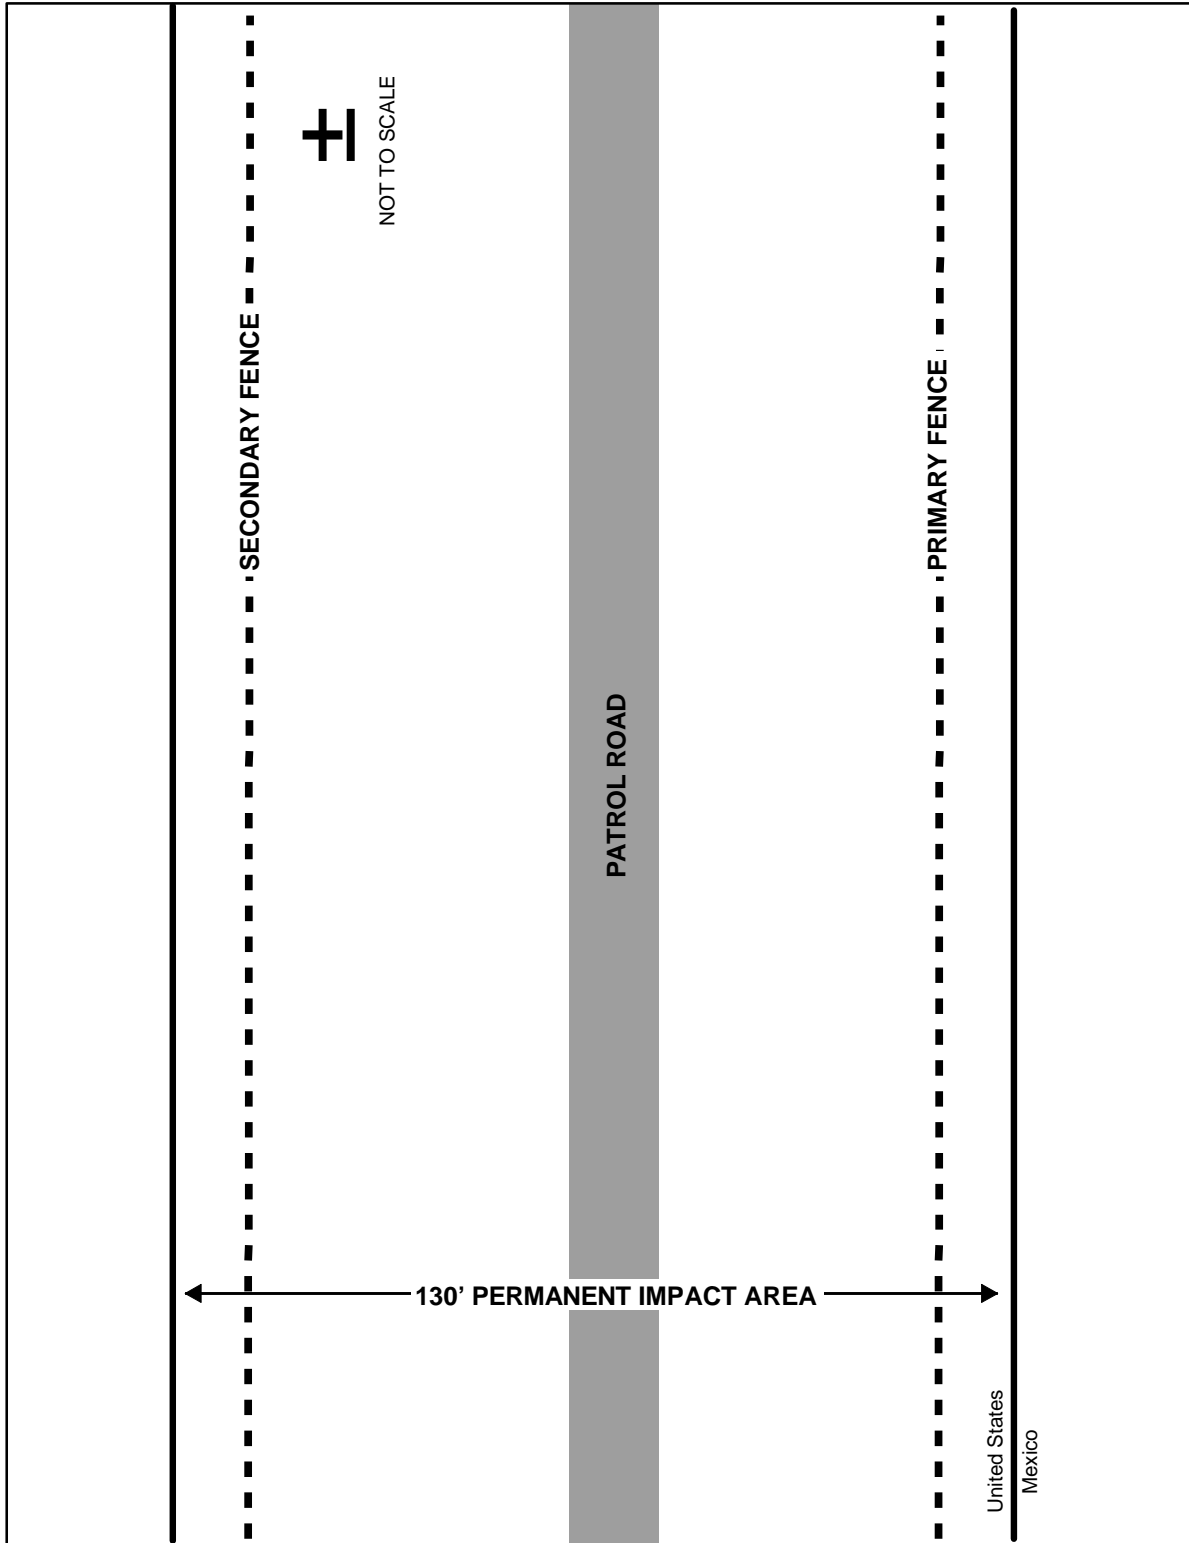 SECONDARY FENCE
NOT TO SCALE
PATROL ROAD
PRIMARY FENCE
130’ PERMANENT IMPACT AREA
United States
Mexico